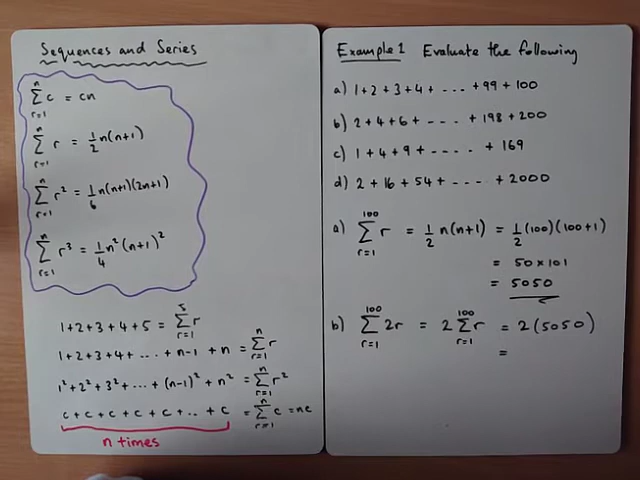 Sequences and Series
n
∑ c = cn
r=1
n
∑ r = 1/2 n(n+1)
r=1
n
∑ r² = 1/6 n(n+1)(2n+1)
r=1
n
∑ r³ = 1/4 n²(n+1)²
r=1
5
1+2+3+4+5 = ∑ r
r=1
n
1+2+3+4+ ... + n-1 + n = ∑ r
r=1
n
1²+2²+3²+ ... + (n-1)² + n² = ∑ r²
r=1
n
c + c + c + c + c + .. + c = ∑ c = nc
r=1
n times
Example 1 Evaluate the following
a) 1+2+3+4+ - ... +99+100
b) 2+4+6+ - ... + 198+200
c) 1+4+9+ - .... + 169
d) 2+16+54+ - ... + 2000
100
a) ∑ r = 1/2 n(n+1) = 1/2 (100)(100+1)
r=1
= 50×101
= 5050
100 100
b) ∑ 2r = 2 ∑ r = 2(5050)
r=1 r=1
=